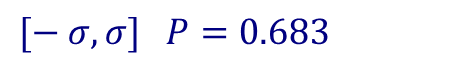 [− σ, σ] P = 0.683